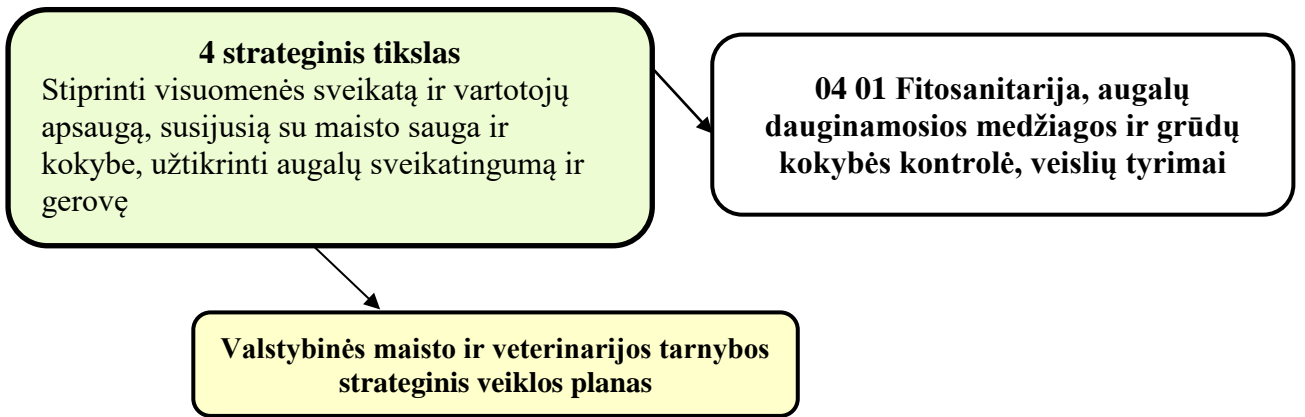 4 strateginis tikslas
Stiprinti visuomenės sveikatą ir vartotojų
apsaugą, susijusią su maisto sauga ir
kokybe, užtikrinti augalų sveikatingumą ir
gerovę
04 01 Fitosanitarija, augalų
dauginamosios medžiagos ir grūdų
kokybės kontrolė, veislių tyrimai
Valstybinės maisto ir veterinarijos tarnybos
strateginis veiklos planas